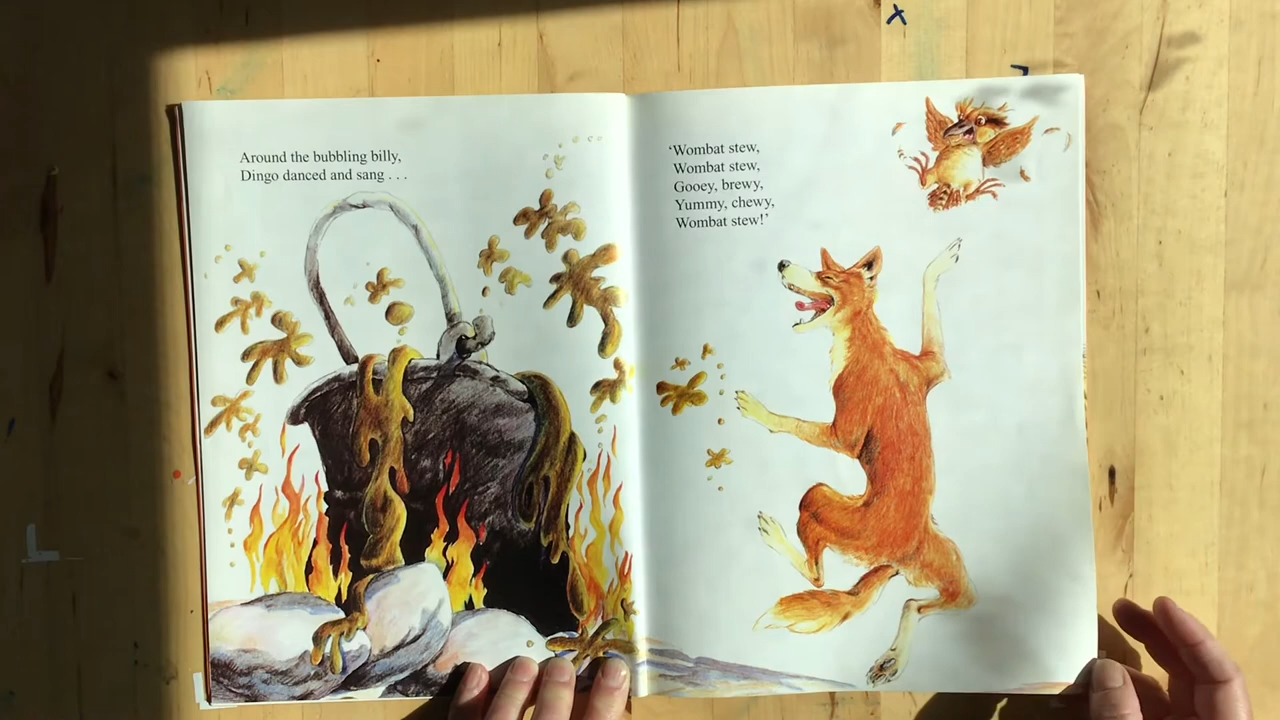 Around the bubbling billy,
Dingo danced and sang . . .
‘Wombat stew,
Wombat stew,
Gooey, brewy,
Yummy, chewy,
Wombat stew!’